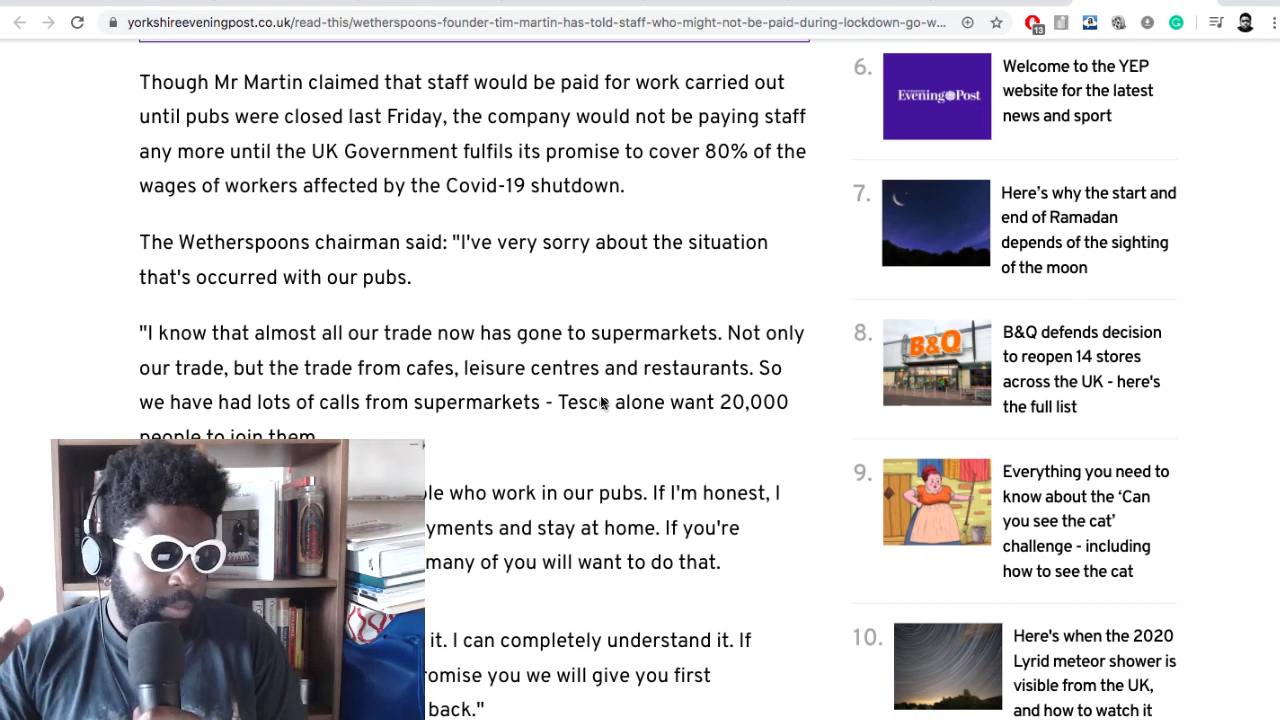 yorkshireeveningpost.co.uk/read-this/wetherspoons-founder-tim-martin-has-told-staff-who-might-not-be-paid-during-lockdown-go-w...
13
Though Mr Martin claimed that staff would be paid for work carried out
until pubs were closed last Friday, the company would not be paying staff
any more until the UK Government fulfils its promise to cover 80% of the
wages of workers affected by the Covid-19 shutdown.
The Wetherspoons chairman said: "I've very sorry about the situation
that's occurred with our pubs.
"I know that almost all our trade now has gone to supermarkets. Not only
our trade, but the trade from cafes, leisure centres and restaurants. So
we have had lots of calls from supermarkets - Tesco alone want 20,000
people to join them.
who work in our pubs. If I'm honest, I
and stay at home. If you're
many of you will want to do that.
it. I can completely understand it. If
you we will give you first
back."
6.
Evening Post
Welcome to the YEP
website for the latest
news and sport
7.
Here's why the start and
end of Ramadan
depends of the sighting
of the moon
8.
B&Q
B&Q defends decision
to reopen 14 stores
across the UK - here's
the full list
9.
Everything you need to
know about the ‘Can
you see the cat’
challenge - including
how to see the cat
10.
Here's when the 2020
Lyrid meteor shower is
visible from the UK,
and how to watch it